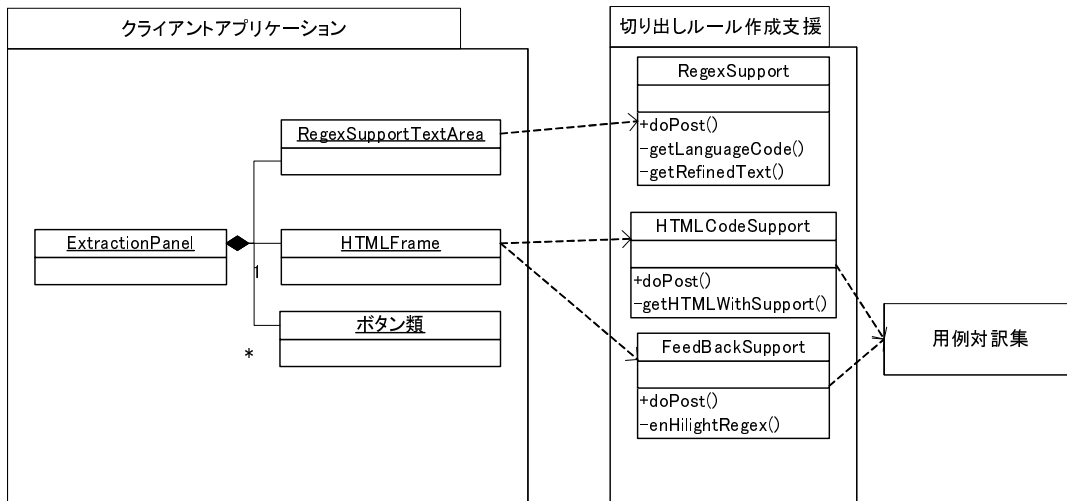 クライアントアプリケーション
RegexSupportTextArea
ExtractionPanel
HTMLFrame
1
ボタン類
*
切り出しルール作成支援
RegexSupport
+doPost()
-getLanguageCode()
-getRefinedText()
HTMLCodeSupport
+doPost()
-getHTMLWithSupport()
FeedBackSupport
+doPost()
-enHilightRegex()
用例対訳集